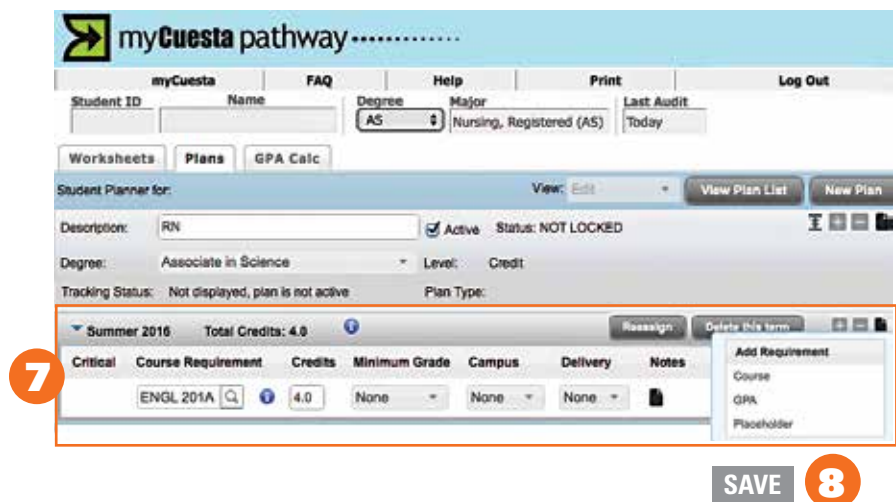 myCuesta pathway
myCuesta FAQ Help Print Log Out
Student ID Name Degree Major Last Audit
AS Nursing, Registered (AS) Today
Worksheets Plans GPA Calc
Student Planner for: View: Edit View Plan List New Plan
Description: RN Active Status: NOT LOCKED
Degree: Associate in Science Level: Credit
Tracking Status: Not displayed, plan is not active Plan Type:
Summer 2016 Total Credits: 4.0 Reassign Delete this term
Critical Course Requirement Credits Minimum Grade Campus Delivery Notes
ENGL 201A 4.0 None None None
Add Requirement
Course
GPA
Placeholder
7
SAVE 8